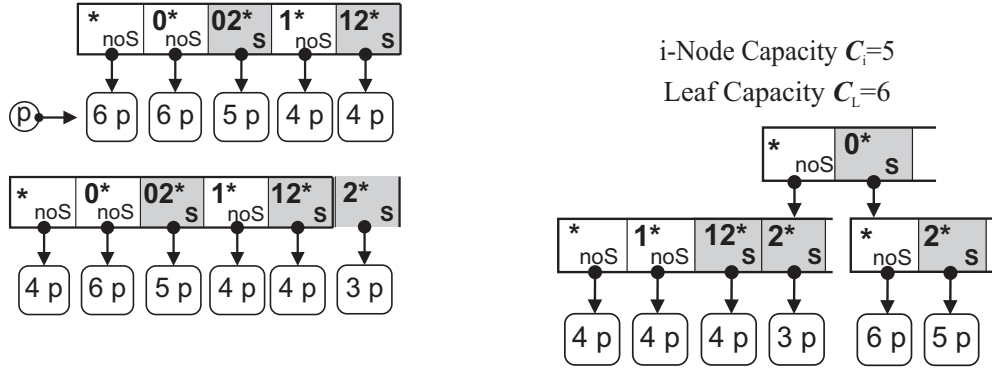 * noS 0* noS 02* S 1* noS 12* S
p 6 p 6 p 5 p 4 p 4 p
* noS 0* noS 02* S 1* noS 12* S 2* S
4 p 6 p 5 p 4 p 4 p 3 p
i-Node Capacity Ci=5
Leaf Capacity CL=6
* noS 0* S
* noS 1* noS 12* S 2* S * noS 2* S
4 p 4 p 4 p 3 p 6 p 5 p